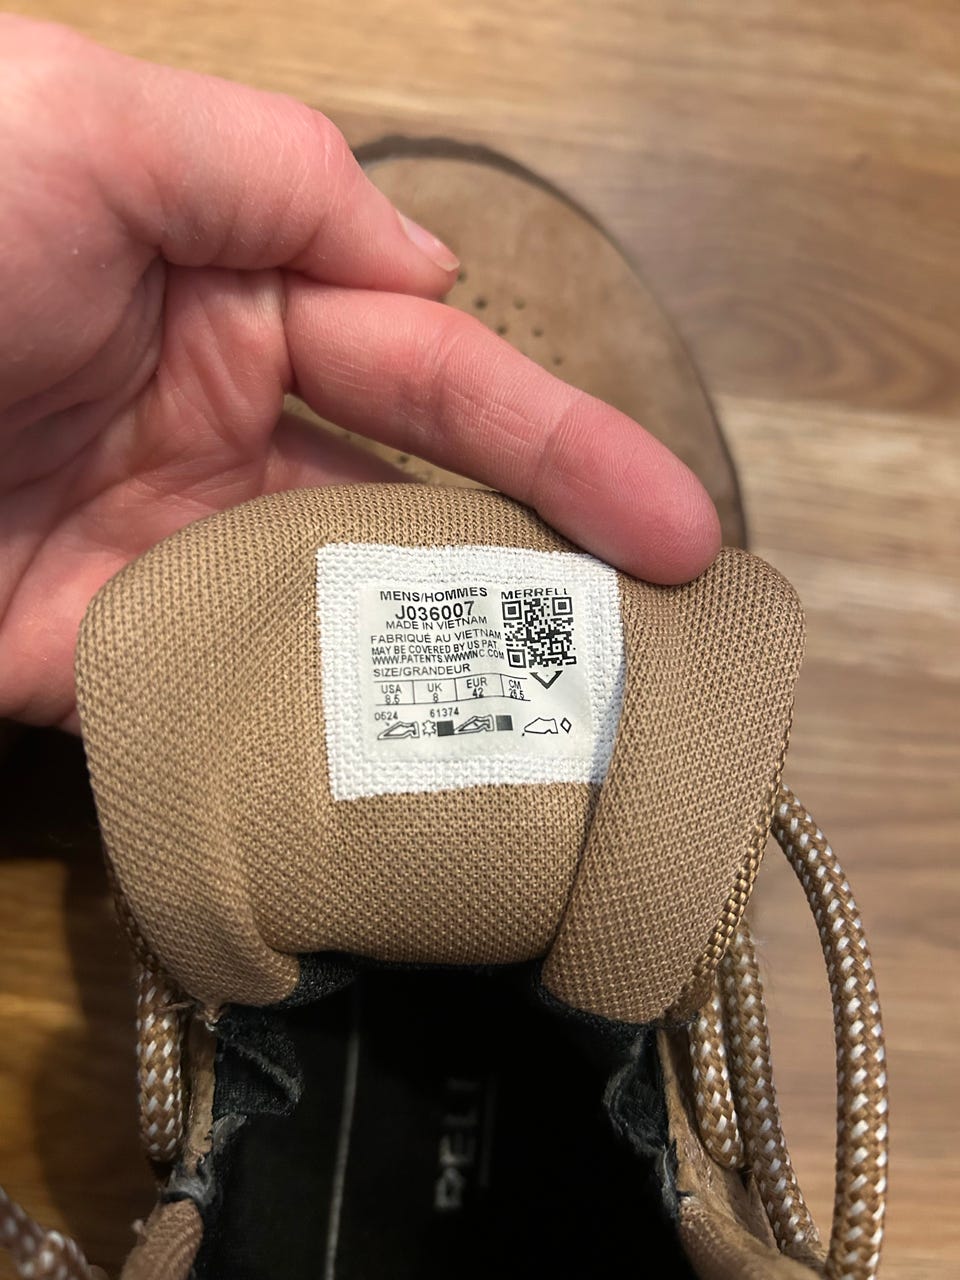 MENS/HOMMES MERRELL
J036007
MADE IN VIETNAM
FABRIQUÉ AU VIETNAM
MAY BE COVERED BY US PAT
WWW.PATENTS.WWWINC.COM
SIZE/GRANDEUR
USA UK EUR CM
8.5 8 42 26.5
0524 61374